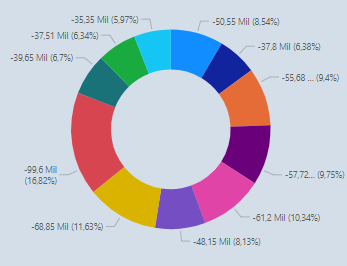 -35,35 Mil (5,97%)
-50,55 Mil (8,54%)
-37,51 Mil (6,34%)
-37,8 Mil (6,38%)
-39,65 Mil (6,7%)
-55,68 ... (9,4%)
-99,6 Mil
(16,82%)
-57,72... (9,75%)
-68,85 Mil (11,63%)
-61,2 Mil (10,34%)
-48,15 Mil (8,13%)